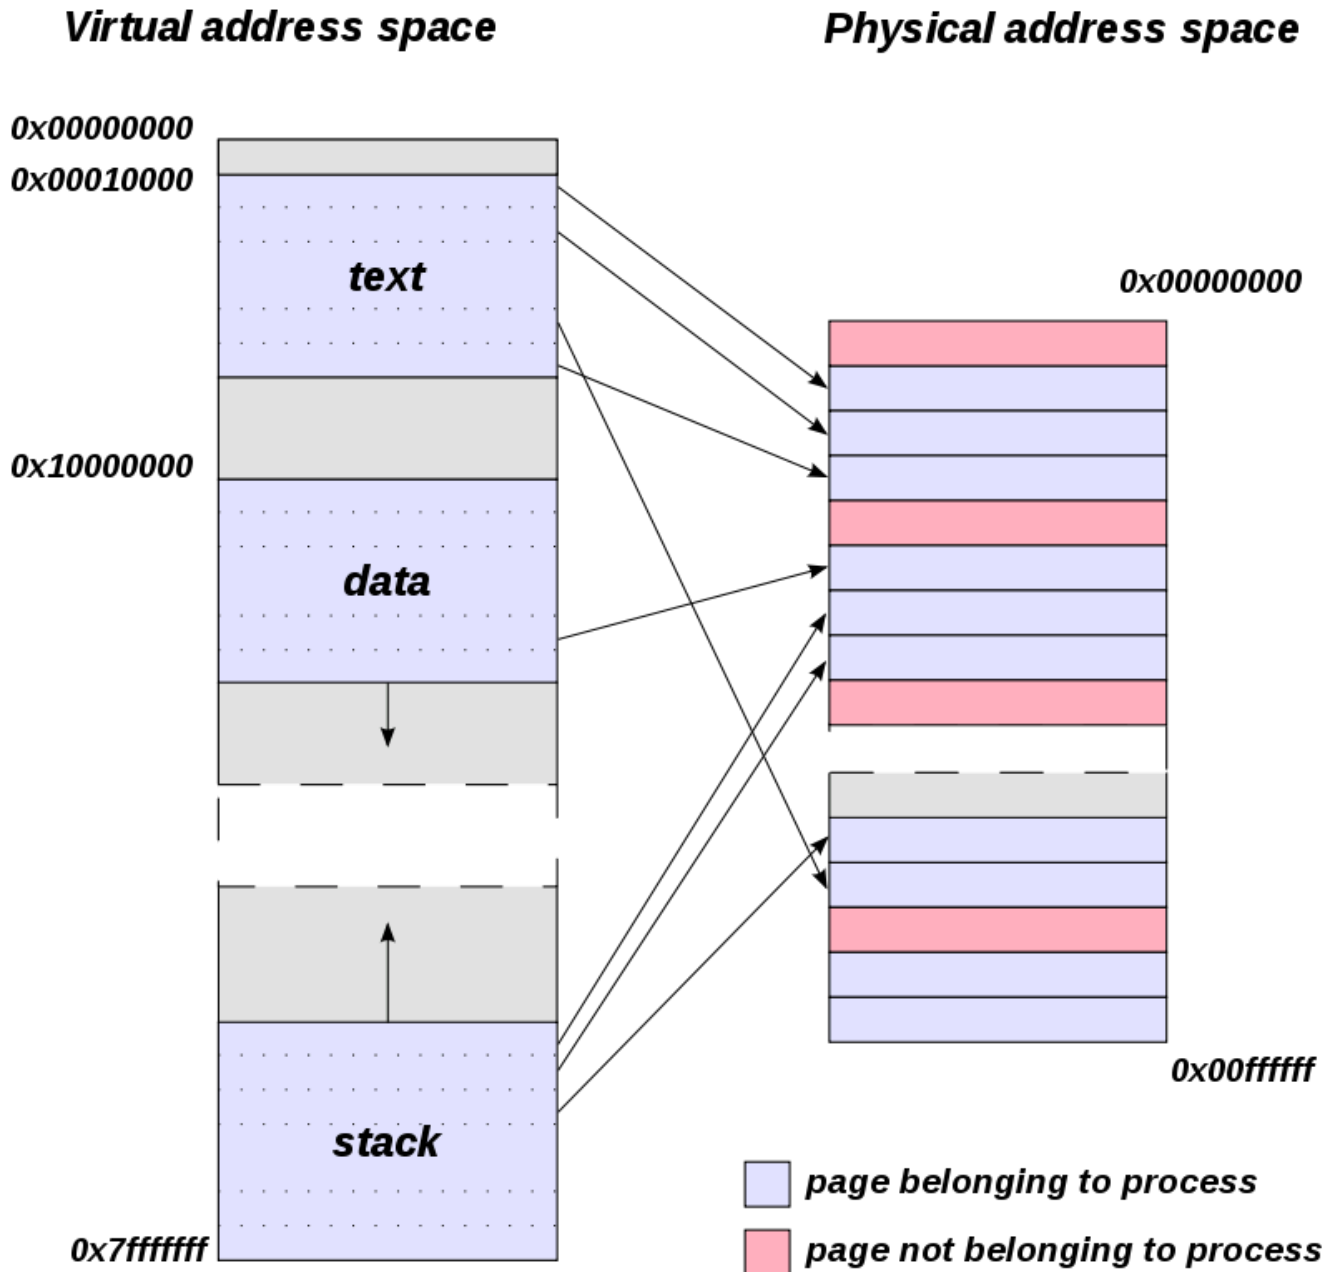 Virtual address space
Physical address space
0x00000000
0x00010000
text
0x00000000
0x10000000
data
stack
0x00ffffff
0x7fffffff
page belonging to process
page not belonging to process